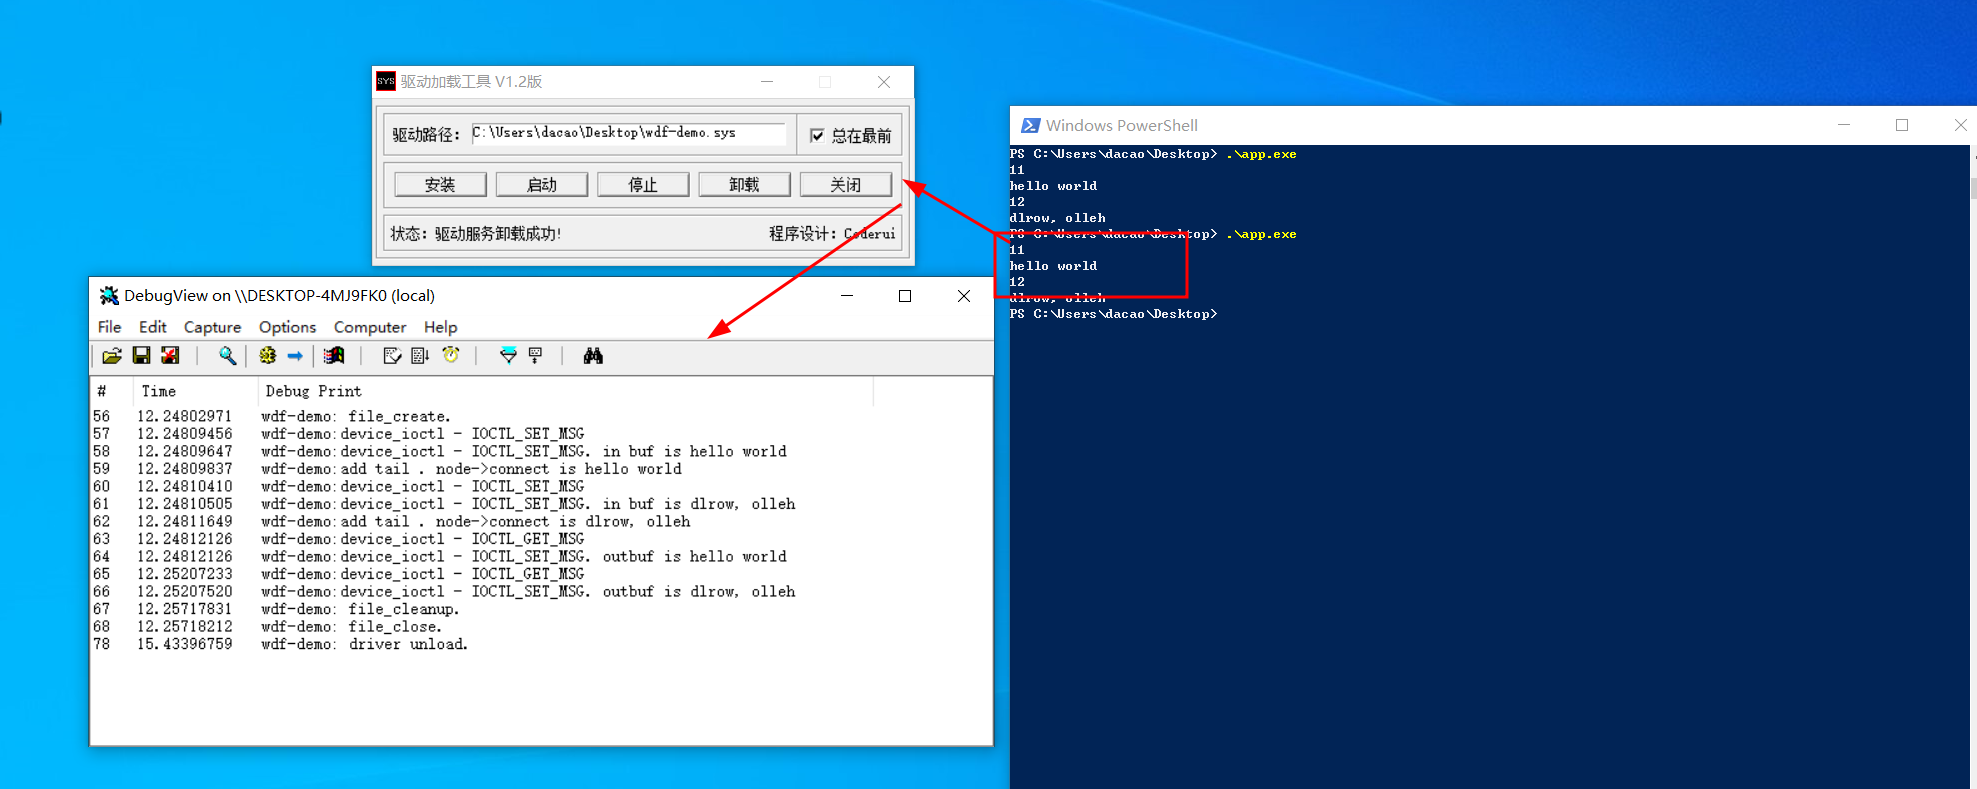 驱动加载工具 V1.2版
驱动路径： C:\Users\dacao\Desktop\wdf-demo.sys 总在最前
安装 启动 停止 卸载 关闭
状态：驱动服务卸载成功! 程序设计：Coderui
DebugView on \\DESKTOP-4MJ9FK0 (local)
File Edit Capture Options Computer Help
# Time Debug Print
56 12.24802971 wdf-demo: file_create.
57 12.24809456 wdf-demo:device_ioctl - IOCTL_SET_MSG
58 12.24809647 wdf-demo:device_ioctl - IOCTL_SET_MSG. in buf is hello world
59 12.24809837 wdf-demo:add tail . node->connect is hello world
60 12.24810410 wdf-demo:device_ioctl - IOCTL_SET_MSG
61 12.24810505 wdf-demo:device_ioctl - IOCTL_SET_MSG. in buf is dlrow, olleh
62 12.24811649 wdf-demo:add tail . node->connect is dlrow, olleh
63 12.24812126 wdf-demo:device_ioctl - IOCTL_GET_MSG
64 12.24812126 wdf-demo:device_ioctl - IOCTL_SET_MSG. outbuf is hello world
65 12.25207233 wdf-demo:device_ioctl - IOCTL_GET_MSG
66 12.25207520 wdf-demo:device_ioctl - IOCTL_SET_MSG. outbuf is dlrow, olleh
67 12.25717831 wdf-demo: file_cleanup.
68 12.25718212 wdf-demo: file_close.
78 15.43396759 wdf-demo: driver unload.
Windows PowerShell
PS C:\Users\dacao\Desktop> .\app.exe
11
hello world
12
dlrow, olleh
PS C:\Users\dacao\Desktop> .\app.exe
11
hello world
12
dlrow, olleh
PS C:\Users\dacao\Desktop>